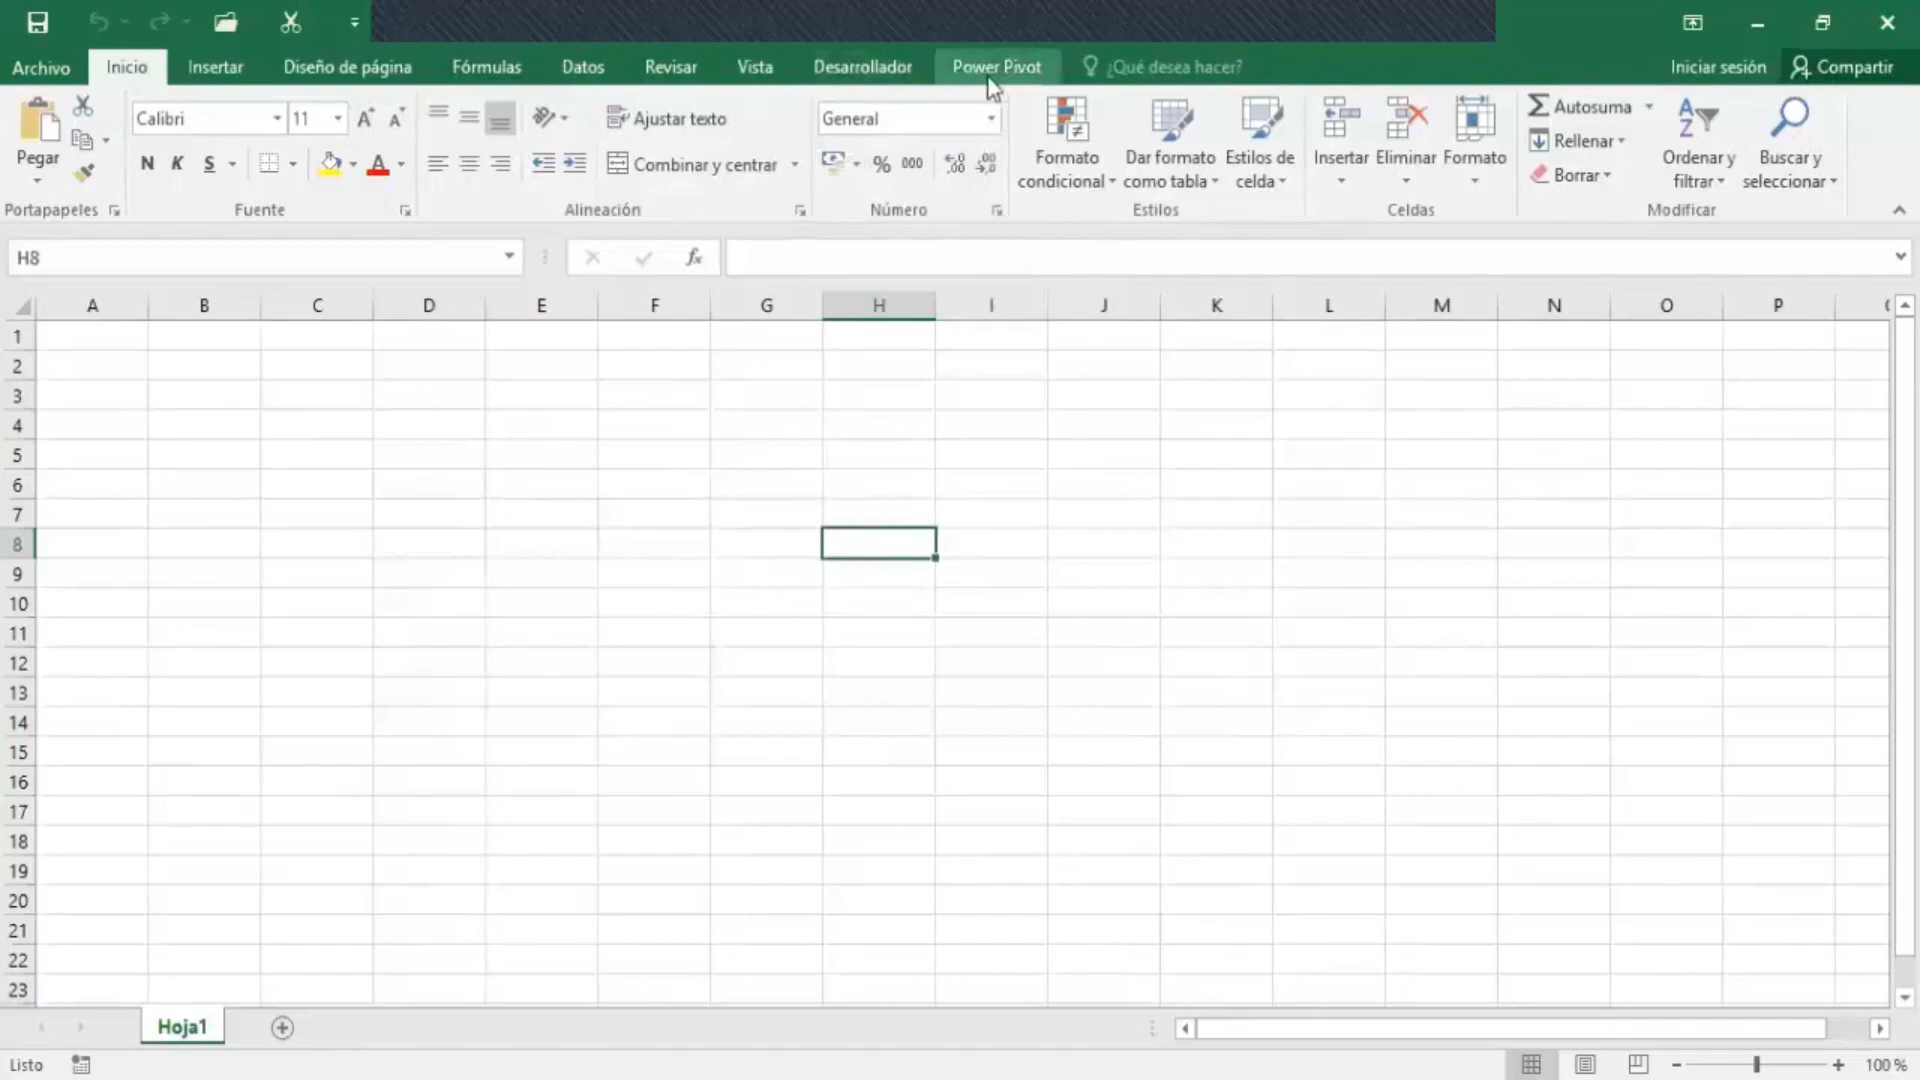 Archivo Inicio Insertar Diseño de página Fórmulas Datos Revisar Vista Desarrollador Power Pivot ¿Qué desea hacer? Iniciar sesión Compartir
Calibri 11 Ajustar texto General Autosuma
Pegar N K S Combinar y centrar % 000 Formato condicional Dar formato como tabla Estilos de celda Insertar Eliminar Formato Rellenar Borrar Ordenar y filtrar Buscar y seleccionar
Portapapeles Fuente Alineación Número Estilos Celdas Modificar
H8 fx
A B C D E F G H I J K L M N O P
1
2
3
4
5
6
7
8
9
10
11
12
13
14
15
16
17
18
19
20
21
22
23
Hoja1
Listo 100 %